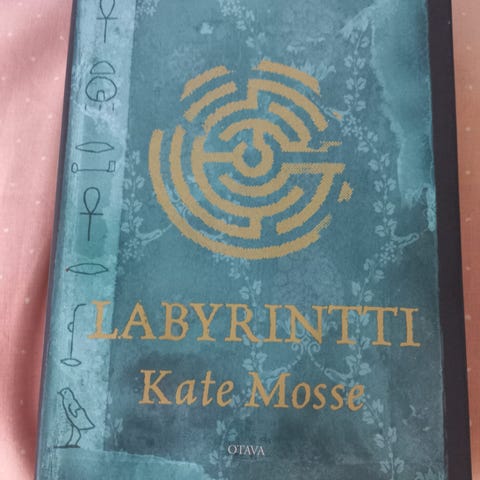 LABYRINTTI
Kate Mosse
OTAVA